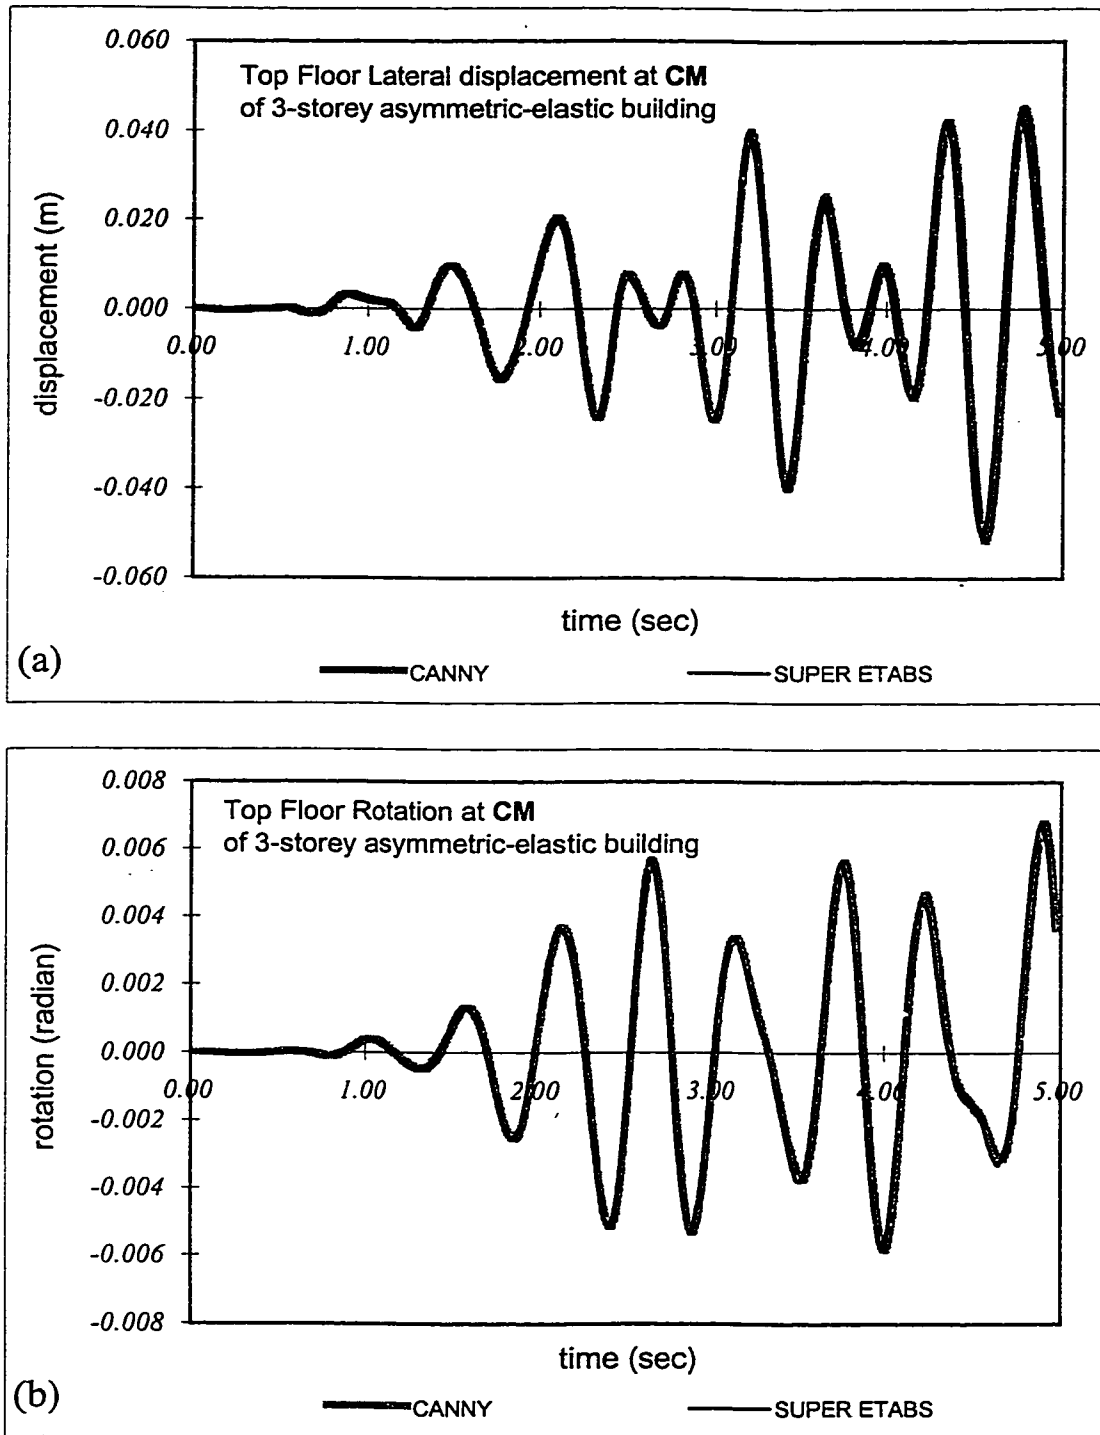 0.060
Top Floor Lateral displacement at CM
of 3-storey asymmetric-elastic building
0.040
0.020
0.000
-0.020
-0.040
-0.060
displacement (m)
0.00 1.00 2.00 3.00 4.00 5.00
time (sec)
(a)
CANNY SUPER ETABS
0.008
Top Floor Rotation at CM
of 3-storey asymmetric-elastic building
0.006
0.004
0.002
0.000
-0.002
-0.004
-0.006
-0.008
rotation (radian)
0.00 1.00 2.00 3.00 4.00 5.00
time (sec)
(b)
CANNY SUPER ETABS